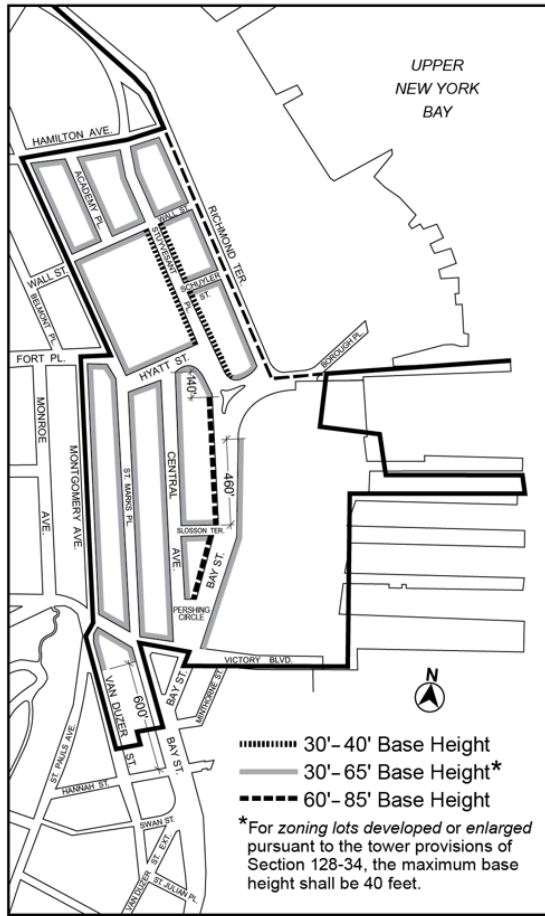 UPPER
NEW YORK
BAY
HAMILTON AVE.
ACADEMY PL.
WALL ST.
RICHMOND TER.
STUYVESANT PL.
SCHUYLER
ST.
WALL ST.
BELMONT PL.
BOROUGH PL.
FORT PL.
HYATT ST.
140'
MONROE
AVE.
MONTGOMERY AVE.
ST. MARKS PL.
CENTRAL
AVE.
460'
SLOSSON TER.
BAY ST.
PERSHING
CIRCLE
VICTORY BLVD.
VAN DUZER
ST.
600'
BAY ST.
MINTHORNE ST.
BAY ST.
ST. PAULS AVE.
HANNAH ST.
SWAN ST.
VAN DUZER
ST. EXT.
ST. JULIAN PL.
N
30'–40' Base Height
30'–65' Base Height*
60'–85' Base Height
*For zoning lots developed or enlarged
pursuant to the tower provisions of
Section 128-34, the maximum base
height shall be 40 feet.